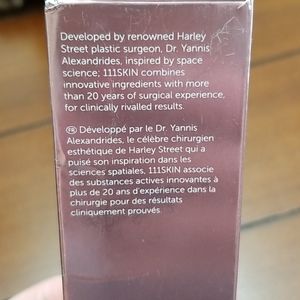 Developed by renowned Harley
Street plastic surgeon, Dr. Yannis
Alexandrides, inspired by space
science; 111SKIN combines
innovative ingredients with more
than 20 years of surgical experience,
for clinically rivalled results.
FR Développé par le Dr. Yannis
Alexandrides, le célèbre chirurgien
esthétique de Harley Street qui a
puisé son inspiration dans les
sciences spatiales, 111SKIN associe
des substances actives innovantes à
plus de 20 ans d'expérience dans la
chirurgie pour des résultats
cliniquement prouvés.